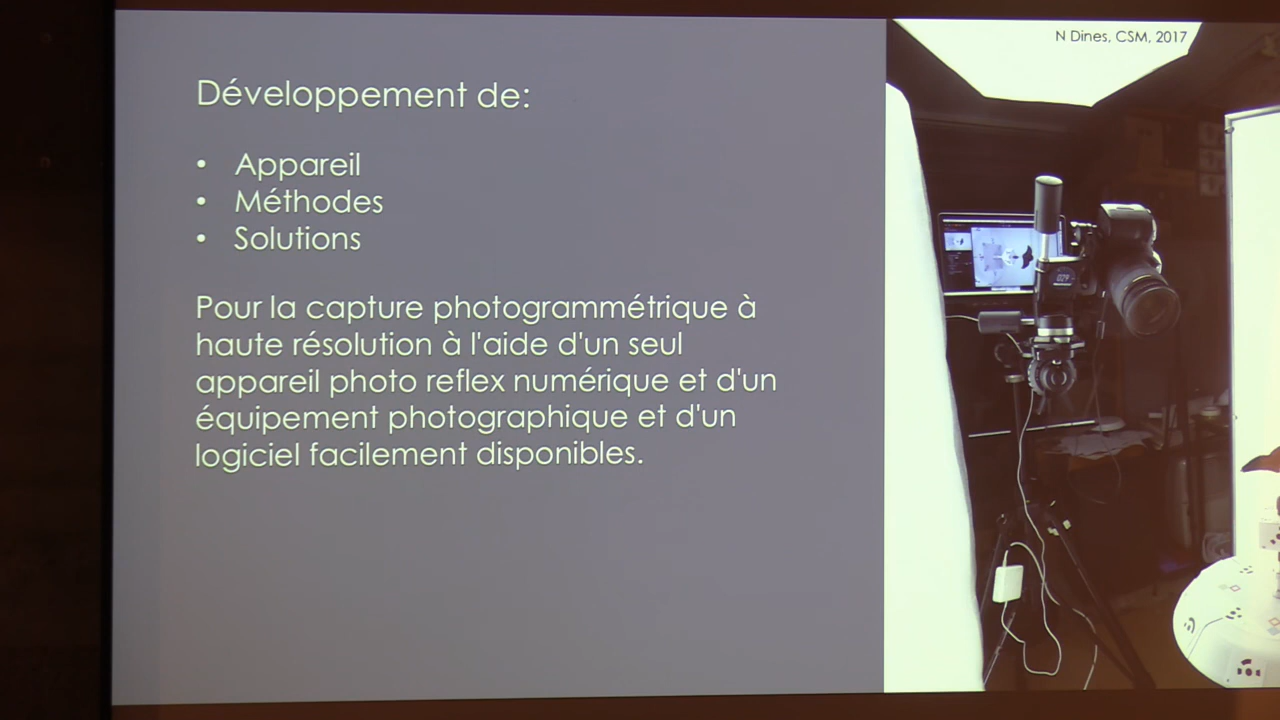 N Dines, CSM, 2017
Développement de:
• Appareil
• Méthodes
• Solutions
Pour la capture photogrammétrique à
haute résolution à l'aide d'un seul
appareil photo reflex numérique et d'un
équipement photographique et d'un
logiciel facilement disponibles.